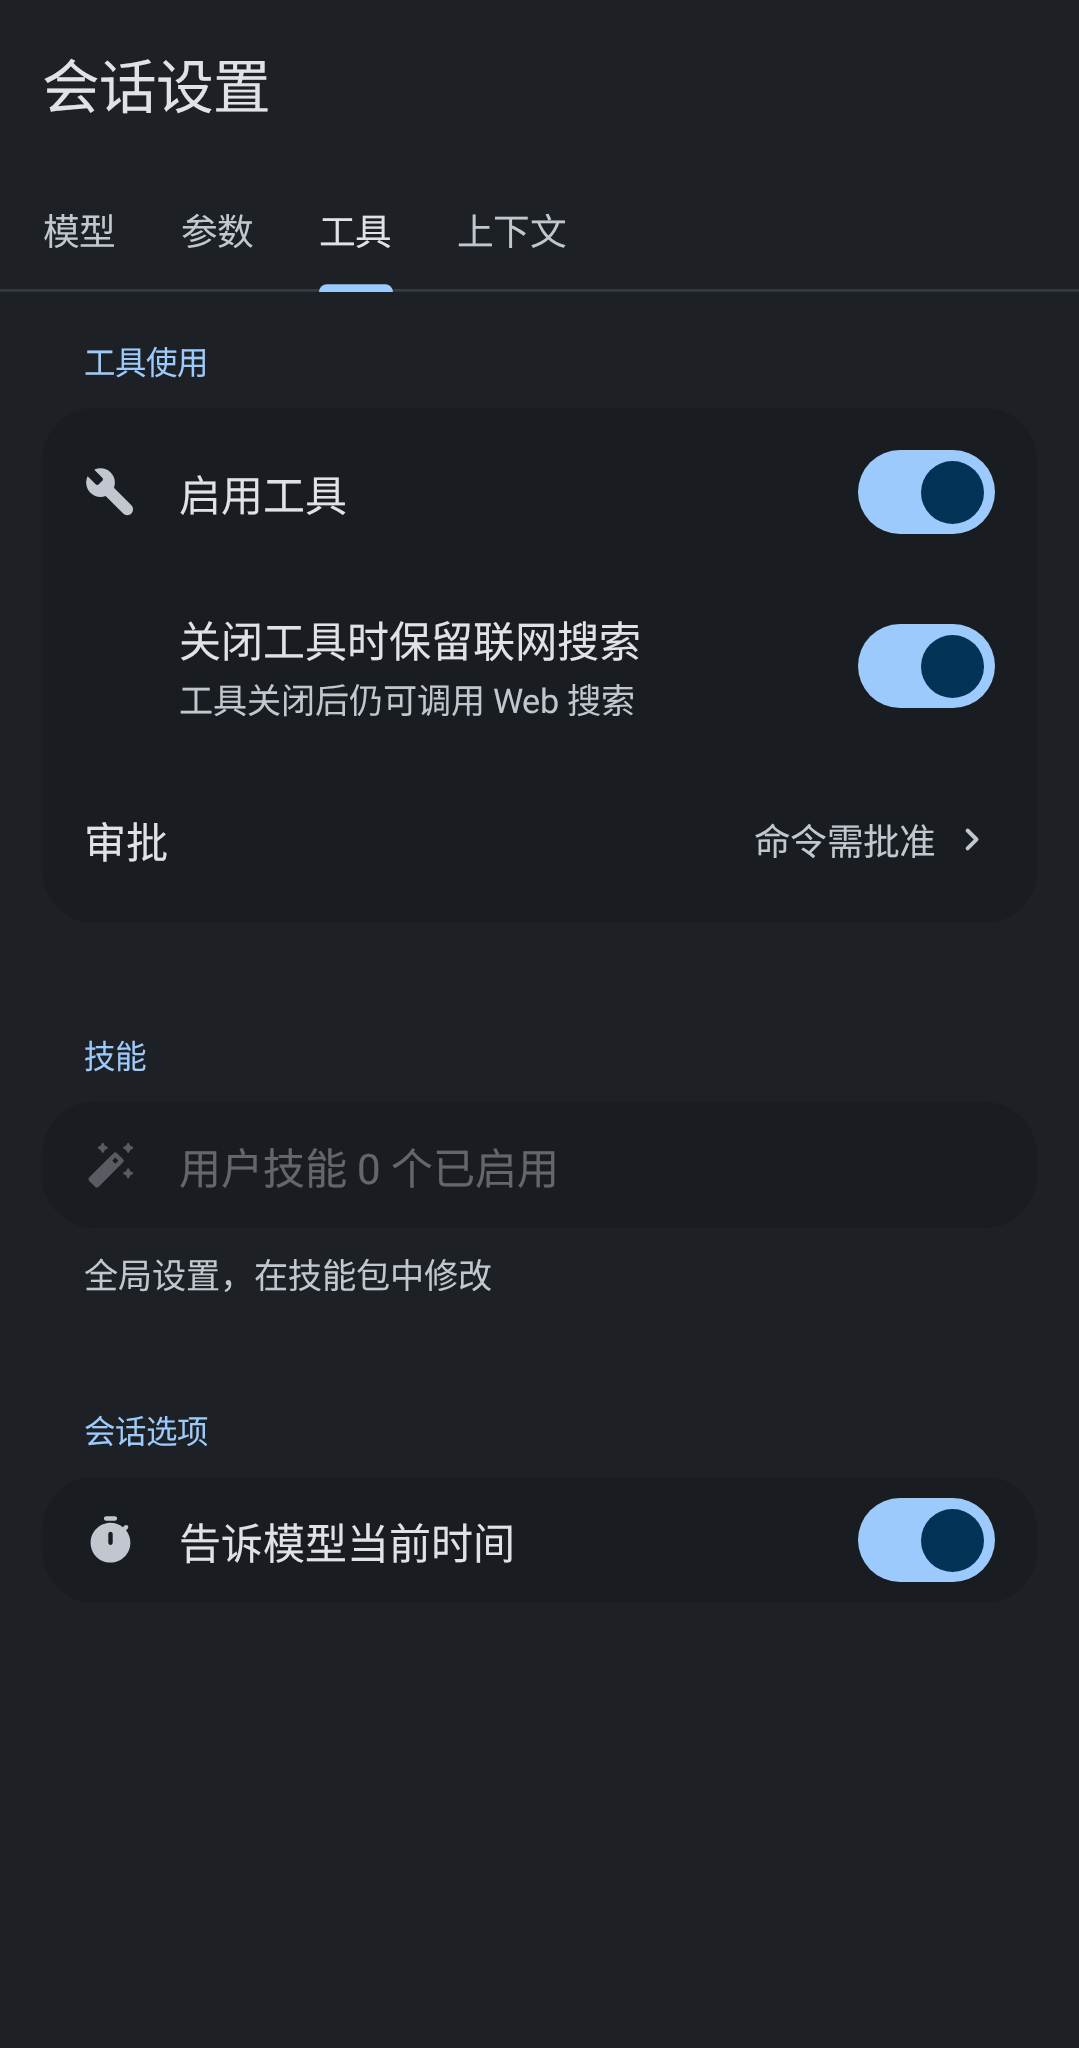 会话设置
模型 参数 工具 上下文
工具使用
启用工具
关闭工具时保留联网搜索
工具关闭后仍可调用 Web 搜索
审批 命令需批准
技能
用户技能 0 个已启用
全局设置，在技能包中修改
会话选项
告诉模型当前时间